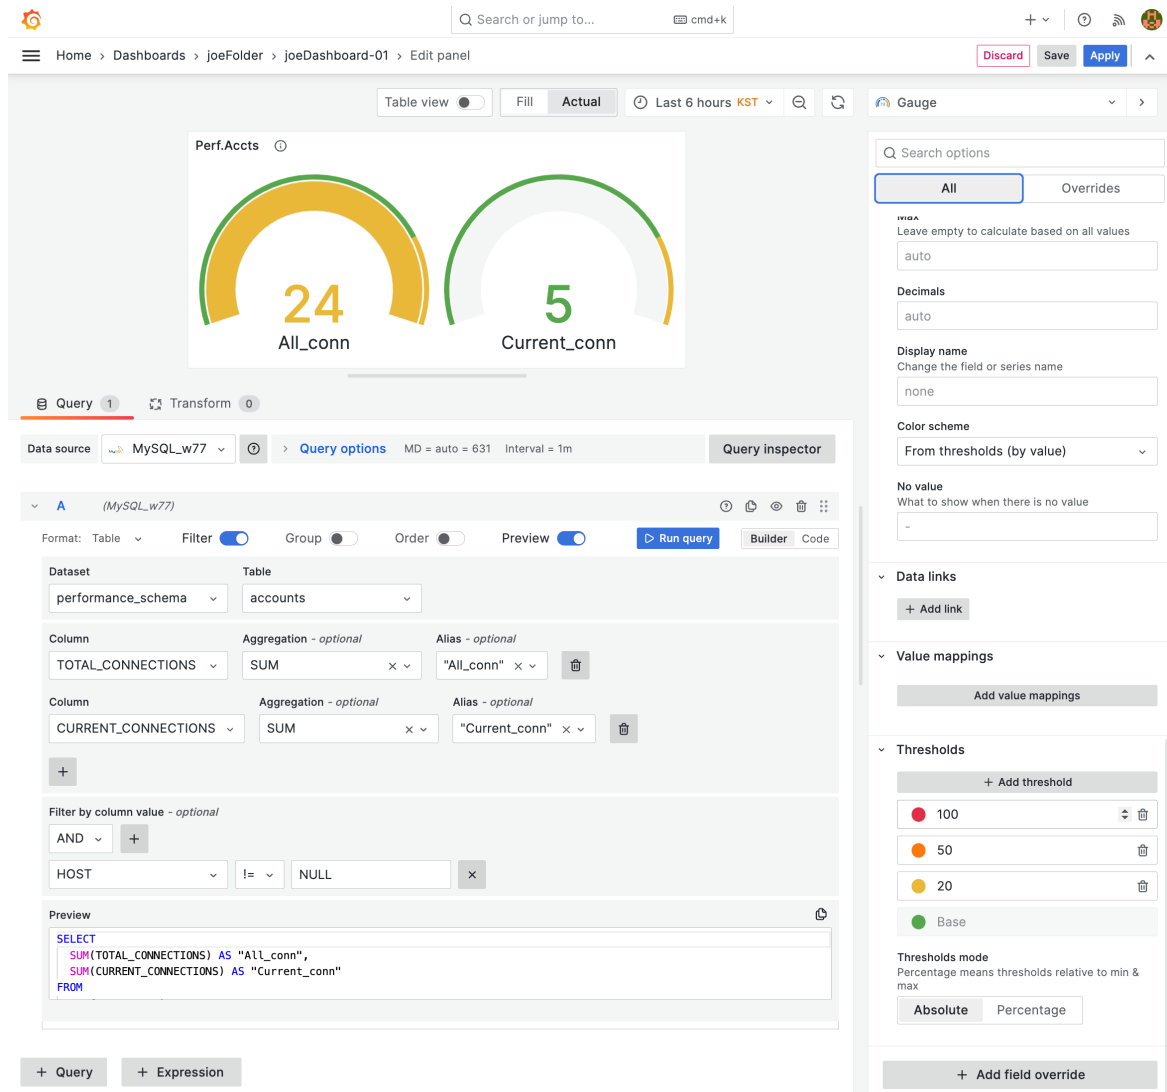 Search or jump to...
cmd+k
Home › Dashboards › joeFolder › joeDashboard-01 › Edit panel
Discard
Save
Apply
Table view
Fill
Actual
Last 6 hours KST
Gauge
Perf.Accts
24
All_conn
5
Current_conn
Query 1
Transform 0
Data source
MySQL_w77
Query options
MD = auto = 631
Interval = 1m
Query inspector
A
(MySQL_w77)
Format: Table
Filter
Group
Order
Preview
Run query
Builder
Code
Dataset
Table
performance_schema
accounts
Column
Aggregation - optional
Alias - optional
TOTAL_CONNECTIONS
SUM
"All_conn"
Column
Aggregation - optional
Alias - optional
CURRENT_CONNECTIONS
SUM
"Current_conn"
Filter by column value - optional
AND
HOST
!=
NULL
Preview
SELECT
SUM(TOTAL_CONNECTIONS) AS "All_conn",
SUM(CURRENT_CONNECTIONS) AS "Current_conn"
FROM
+ Query
+ Expression
Search options
All
Overrides
Max
Leave empty to calculate based on all values
auto
Decimals
auto
Display name
Change the field or series name
none
Color scheme
From thresholds (by value)
No value
What to show when there is no value
-
Data links
+ Add link
Value mappings
Add value mappings
Thresholds
+ Add threshold
100
50
20
Base
Thresholds mode
Percentage means thresholds relative to min &
max
Absolute
Percentage
+ Add field override